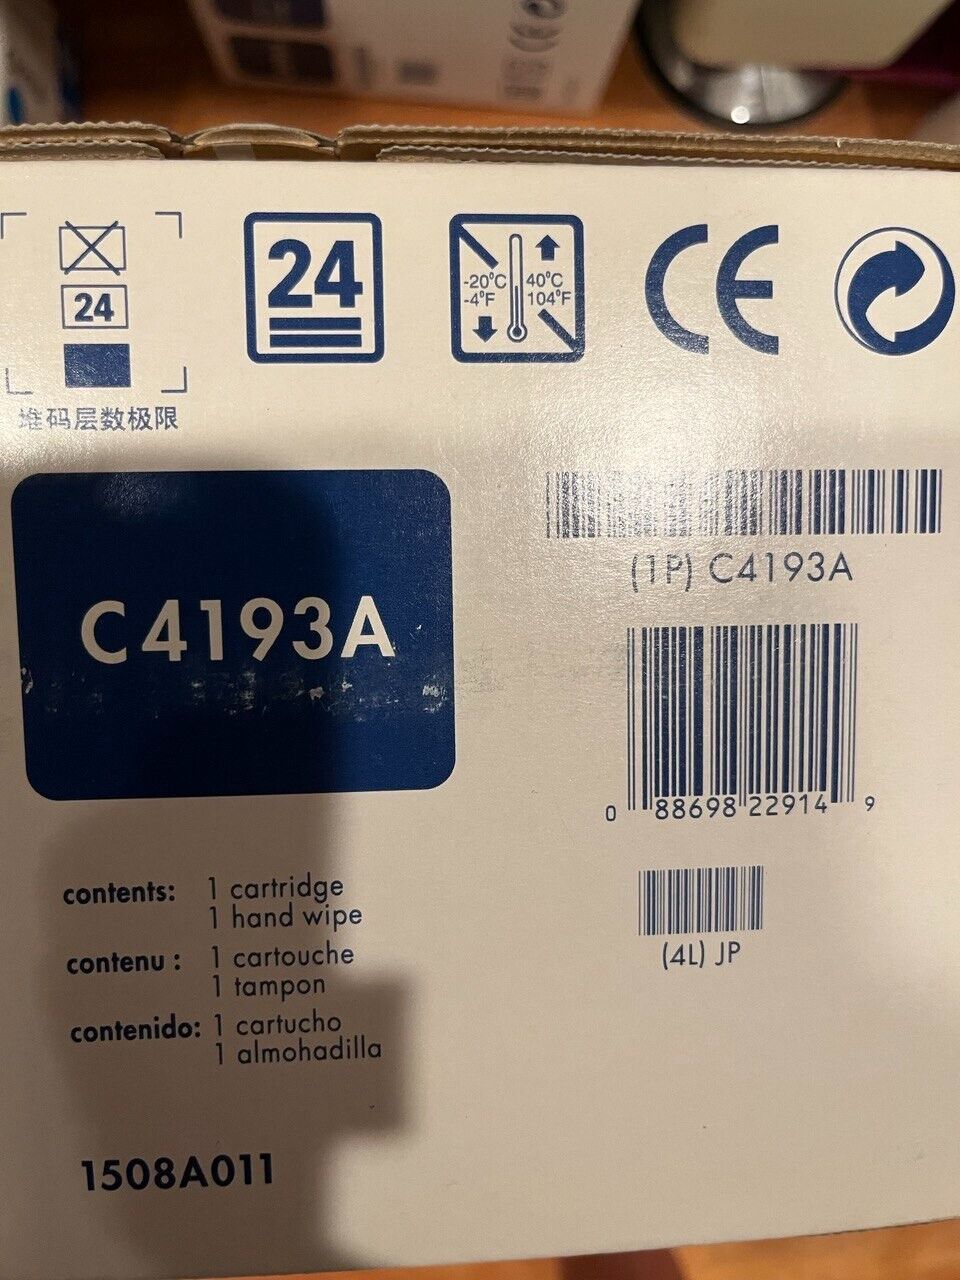 24
堆码层数极限
24
-20°C
-4°F
40°C
104°F
CE
C4193A
(1P) C4193A
0 88698 22914 9
(4L) JP
contents: 1 cartridge
1 hand wipe
contenu : 1 cartouche
1 tampon
contenido: 1 cartucho
1 almohadilla
1508A011